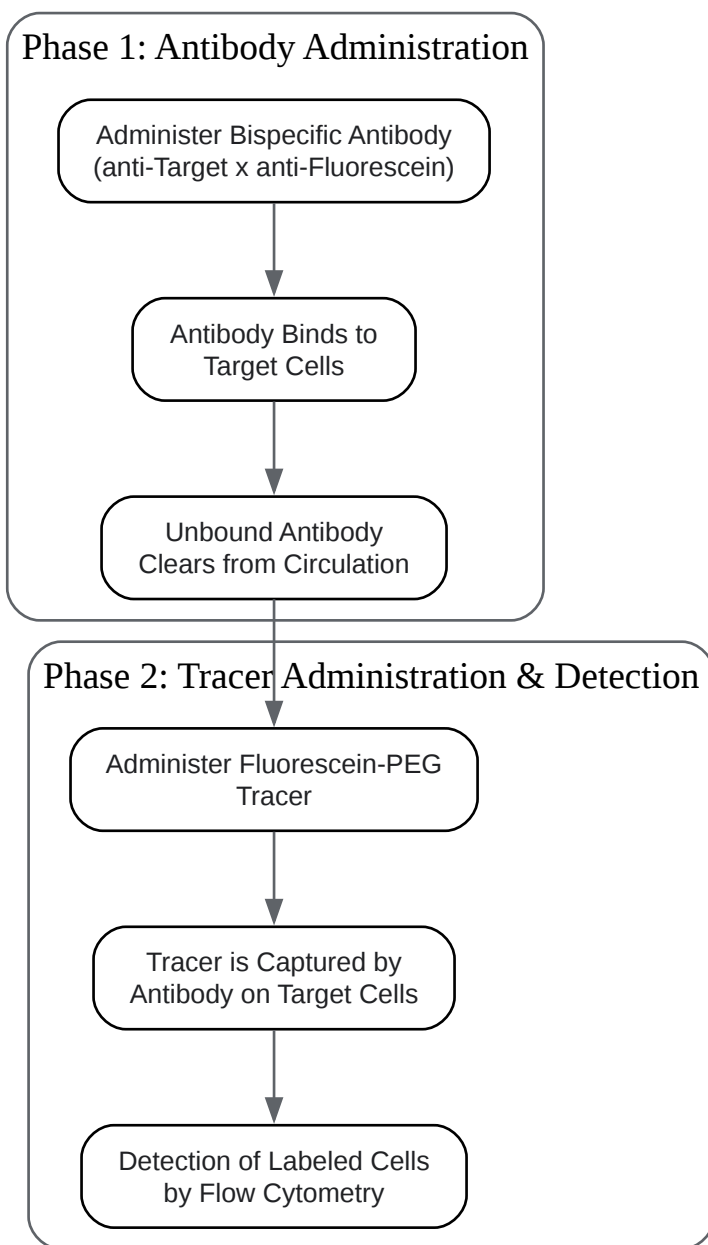 Phase 1: Antibody Administration
Administer Bispecific Antibody
(anti-Target x anti-Fluorescein)
Antibody Binds to
Target Cells
Unbound Antibody
Clears from Circulation
Phase 2: Tracer Administration & Detection
Administer Fluorescein-PEG
Tracer
Tracer is Captured by
Antibody on Target Cells
Detection of Labeled Cells
by Flow Cytometry